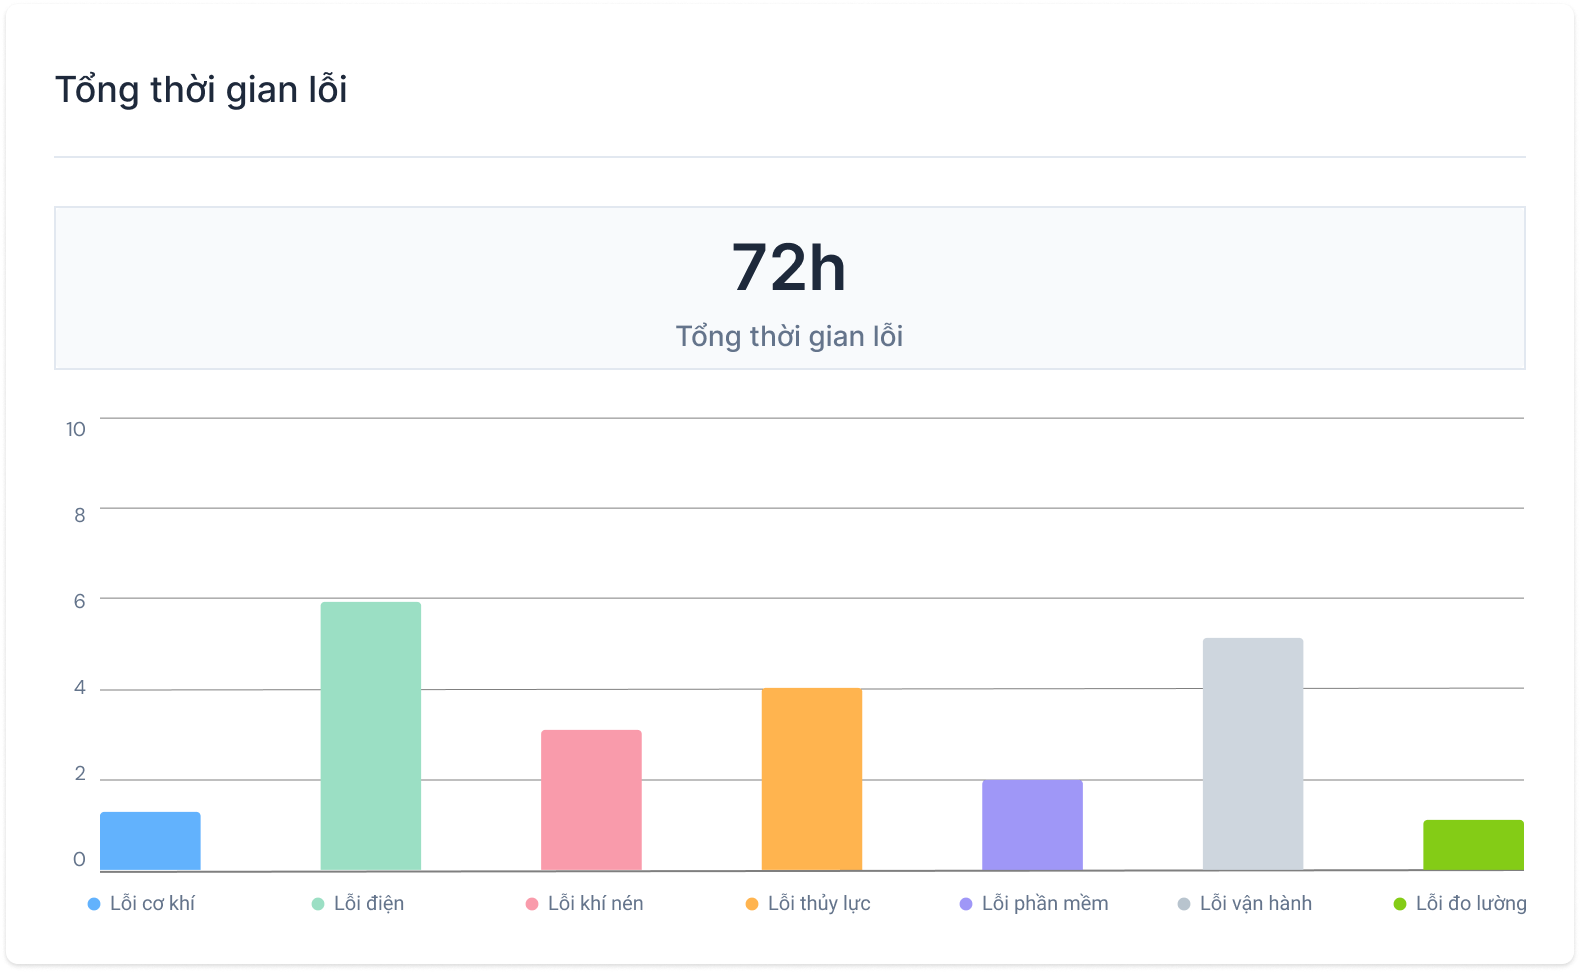 Tổng thời gian lỗi
72h
Tổng thời gian lỗi
10
8
6
4
2
0
Lỗi cơ khí
Lỗi điện
Lỗi khí nén
Lỗi thủy lực
Lỗi phần mềm
Lỗi vận hành
Lỗi đo lường